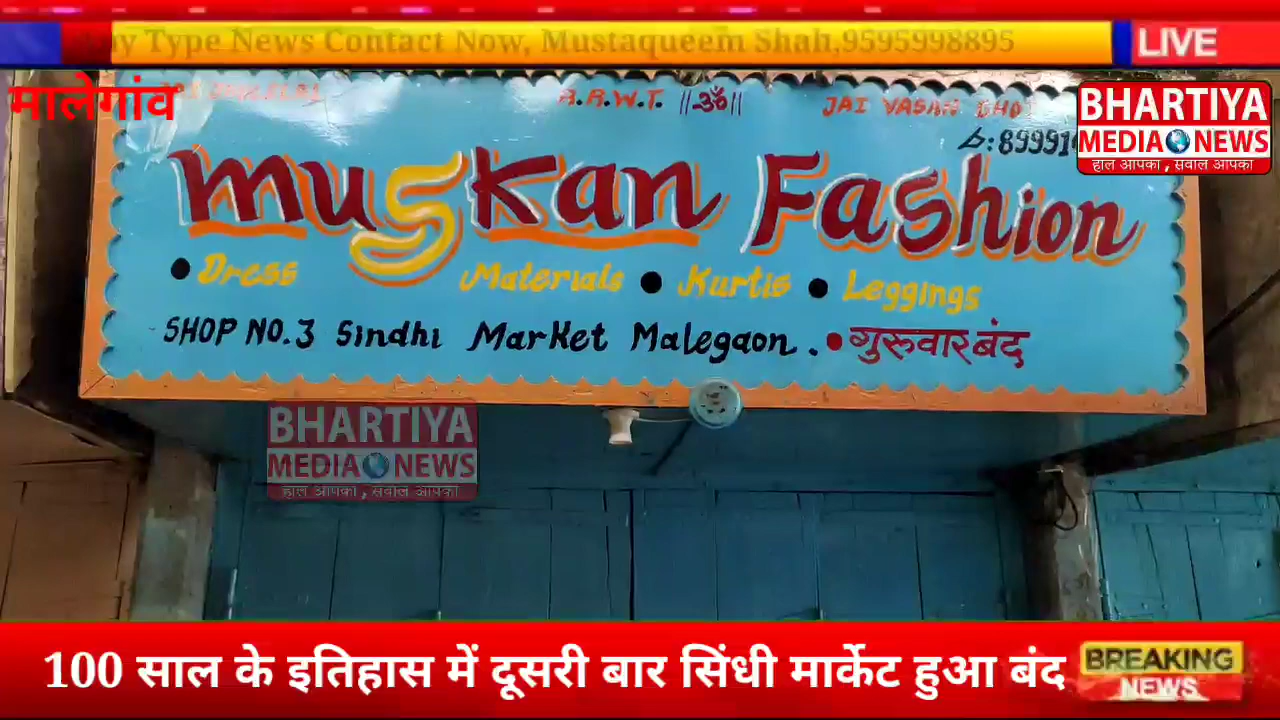 Type News Contact Now, Mustaqueem Shah,9595998895
LIVE
मालेगांव
A.A.W.T. ||ॐ|| JAI VASAN
BHARTIYA
MEDIA NEWS
हाल आपका, सवाल आपका
Muskan Fashion
• Dress Materials • Kurtis • Leggings
SHOP NO.3 Sindhi Market Malegaon. • गुरूवार बंद
BHARTIYA
MEDIA NEWS
हाल आपका, सवाल आपका
100 साल के इतिहास में दूसरी बार सिंधी मार्केट हुआ बंद
BREAKING
NEWS